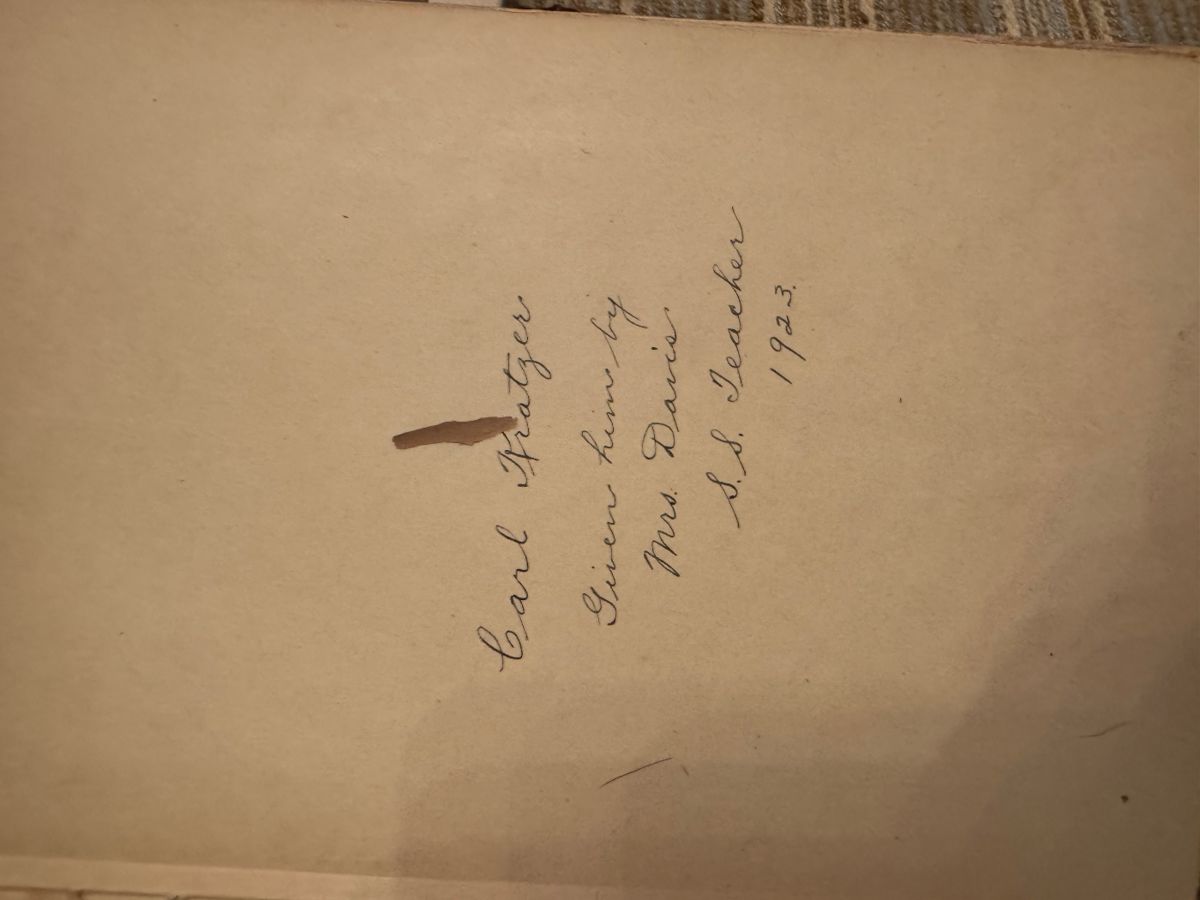 Carl Kratzer
Given him by
Mrs. Davis.
S. S. Teacher
1923.